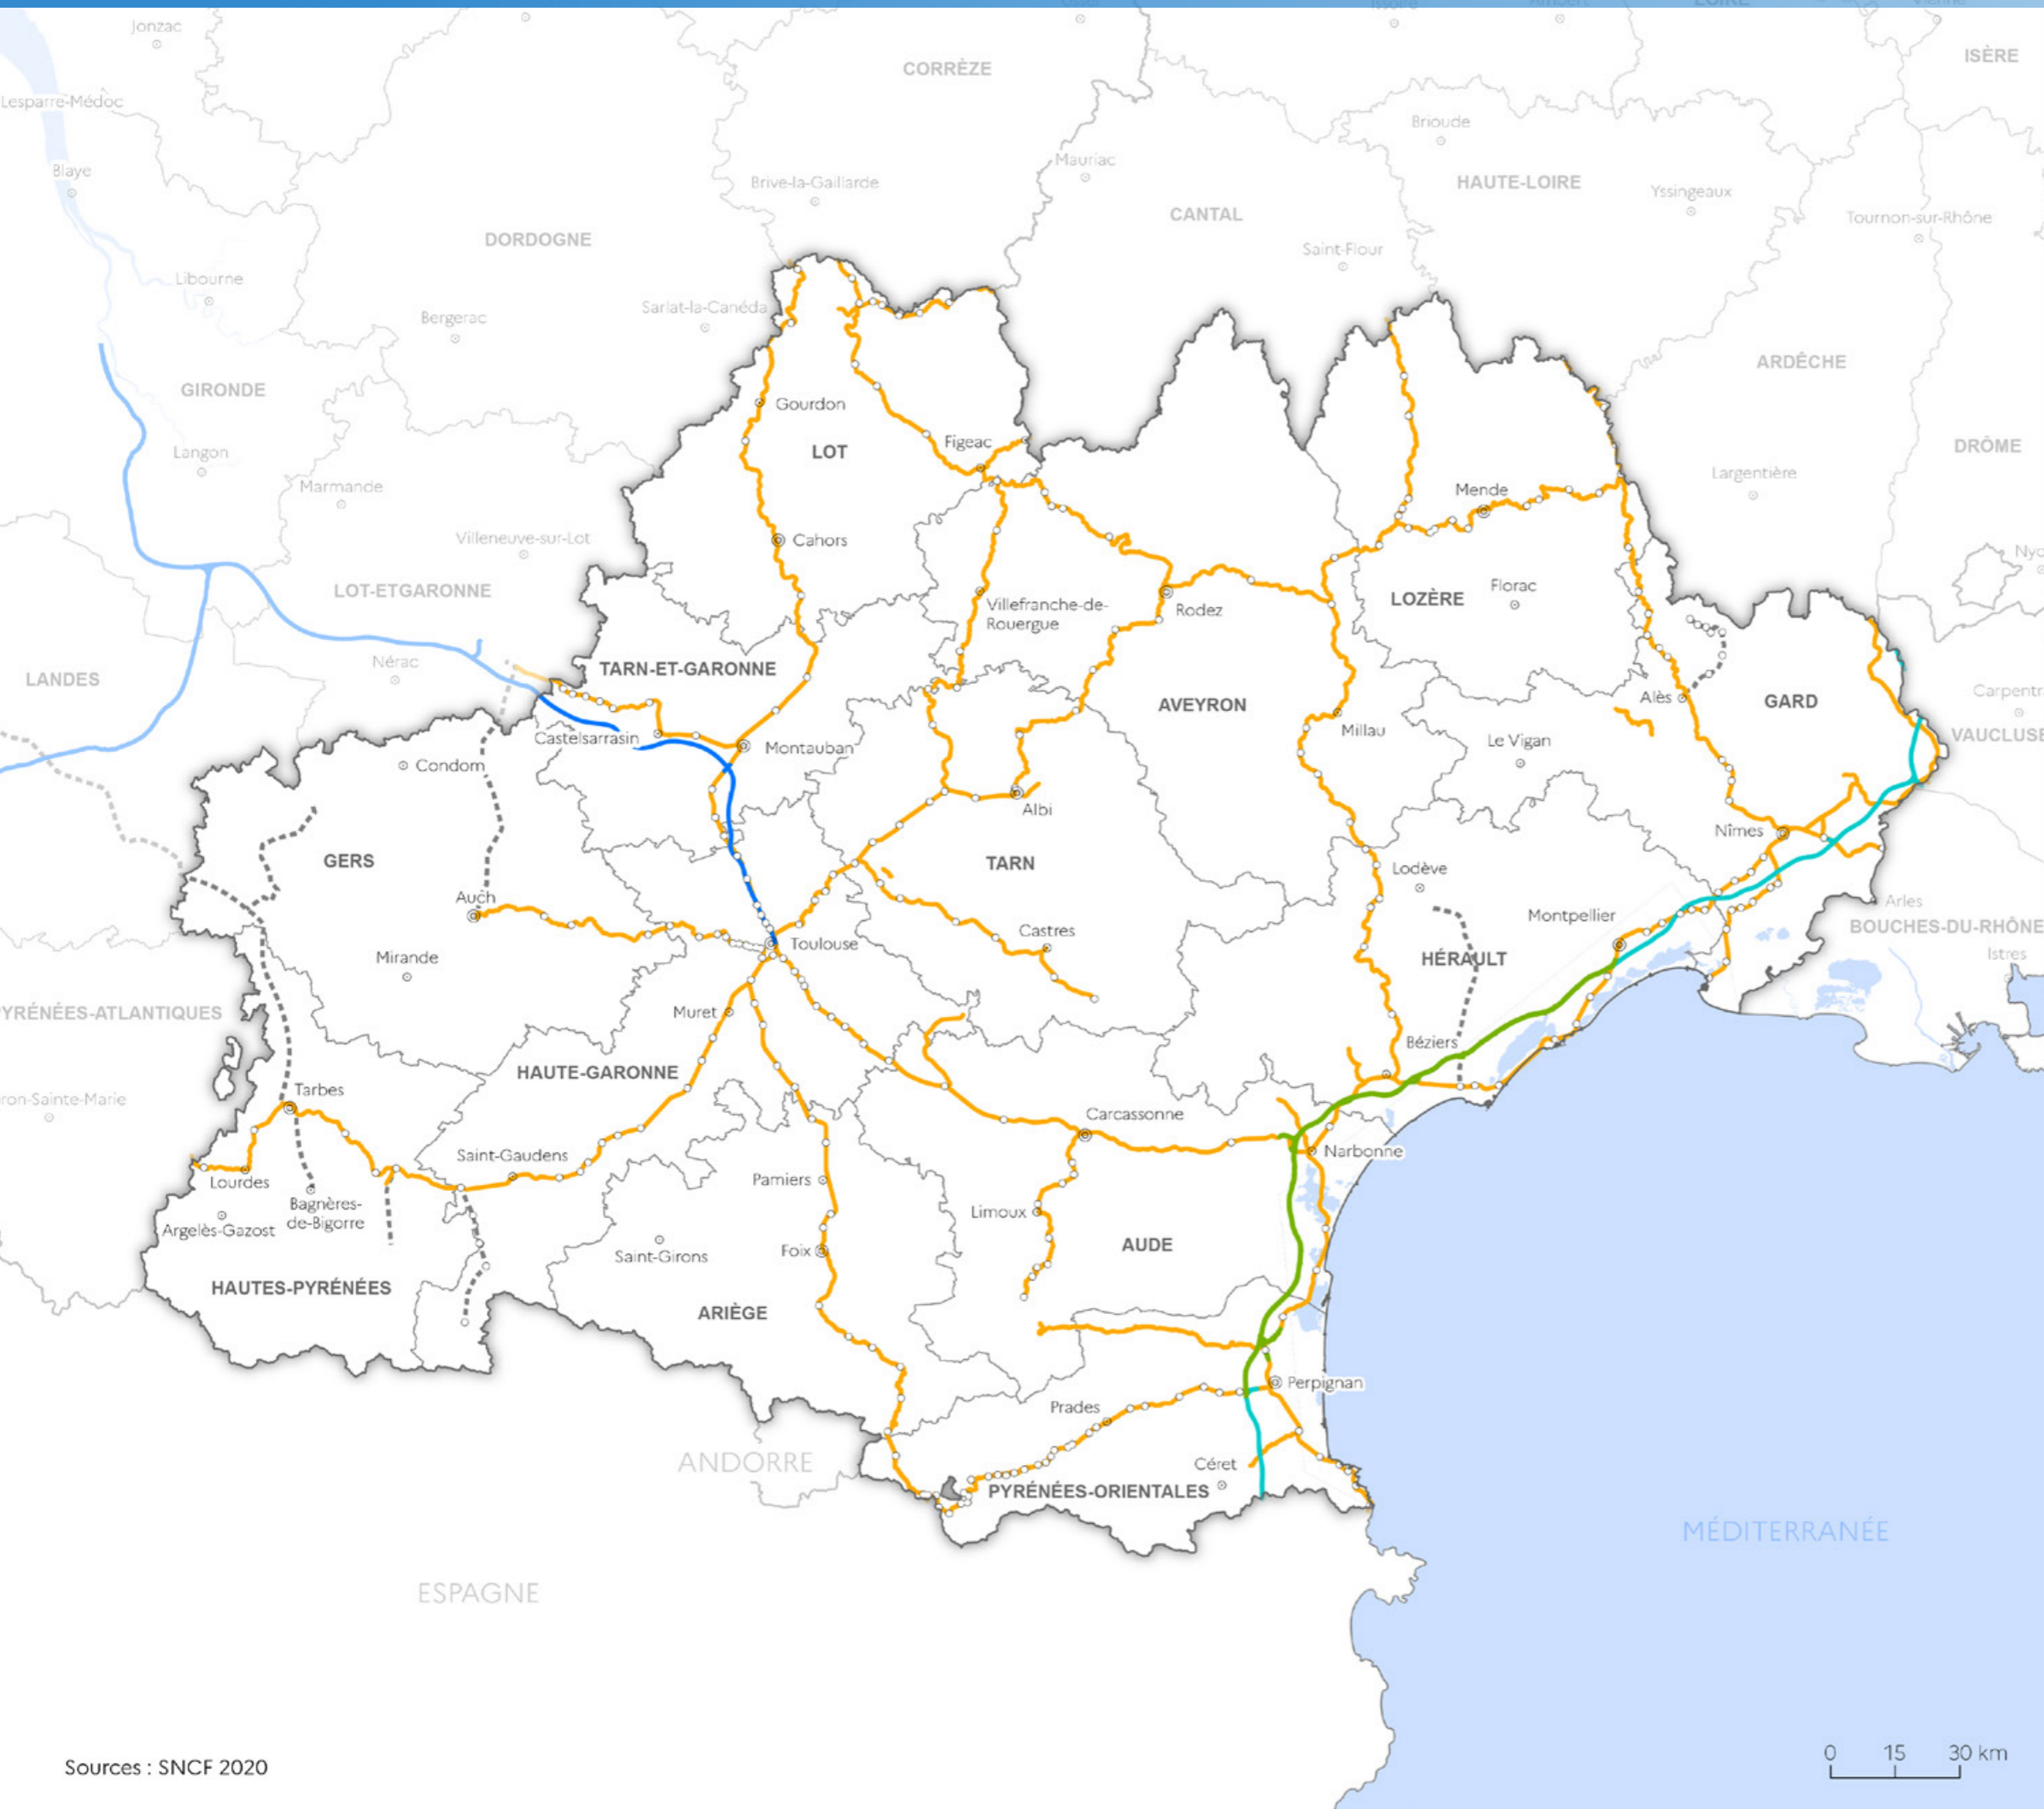 Jonzac
CORRÈZE
ISÈRE
Lesparre-Médoc
Brioude
Blaye
Mauriac
Brive-la-Gaillarde
HAUTE-LOIRE
Yssingeaux
CANTAL
Tournon-sur-Rhône
DORDOGNE
Saint-Flour
Libourne
Sarlat-la-Canéda
Bergerac
ARDÊCHE
GIRONDE
Gourdon
Figeac
LOT
DRÔME
Langon
Largentière
Marmande
Mende
Villeneuve-sur-Lot
Cahors
Nyo
LOT-ETGARONNE
Florac
LOZÈRE
Villefranche-de-
Rouergue
Rodez
Nérac
TARN-ET-GARONNE
LANDES
Alès
GARD
Carpentr
AVEYRON
Millau
Castelsarrasin
Montauban
Le Vigan
VAUCLUSE
Condom
Albi
Nîmes
GERS
TARN
Lodève
Auch
Arles
Montpellier
BOUCHES-DU-RHÔNE
Castres
Toulouse
Mirande
HÉRAULT
Istres
YRÉNÉES-ATLANTIQUES
Muret
Béziers
HAUTE-GARONNE
Tarbes
ron-Sainte-Marie
Carcassonne
Saint-Gaudens
Narbonne
Lourdes
Pamiers
Bagnères-
de-Bigorre
Limoux
Argelès-Gazost
Saint-Girons
Foix
AUDE
HAUTES-PYRÉNÉES
ARIÈGE
Perpignan
Prades
ANDORRE
Céret
PYRÉNÉES-ORIENTALES
MÉDITERRANÉE
ESPAGNE
0 15 30 km
Sources : SNCF 2020